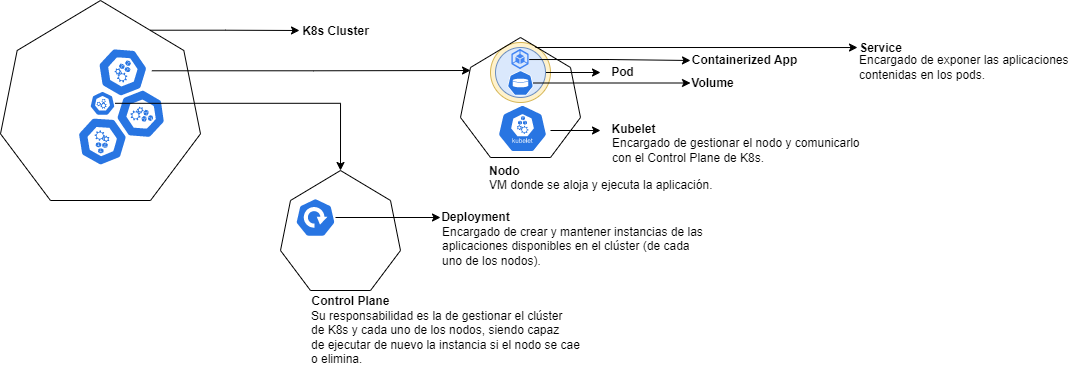 K8s Cluster
Service
Encargado de exponer las aplicaciones
contenidas en los pods.
Containerized App
Pod
Volume
kubelet
Kubelet
Encargado de gestionar el nodo y comunicarlo
con el Control Plane de K8s.
Nodo
VM donde se aloja y ejecuta la aplicación.
Deployment
Encargado de crear y mantener instancias de las
aplicaciones disponibles en el clúster (de cada
uno de los nodos).
Control Plane
Su responsabilidad es la de gestionar el clúster
de K8s y cada uno de los nodos, siendo capaz
de ejecutar de nuevo la instancia si el nodo se cae
o elimina.